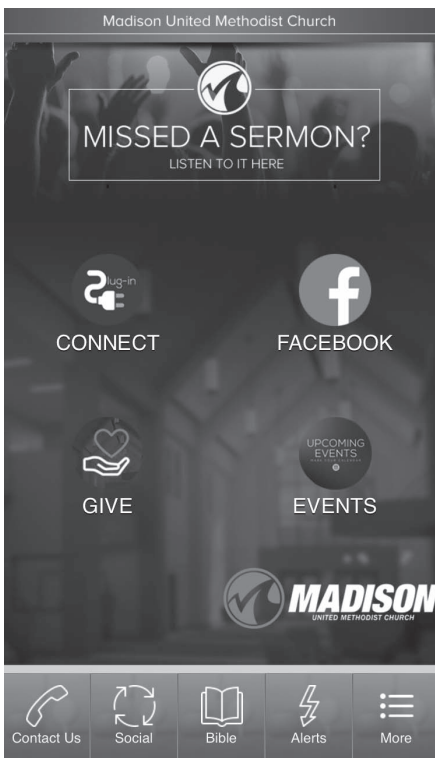 Madison United Methodist Church
MISSED A SERMON?
LISTEN TO IT HERE
lug-in
CONNECT
FACEBOOK
UPCOMING
EVENTS
GIVE
EVENTS
MADISON
UNITED METHODIST CHURCH
Contact Us
Social
Bible
Alerts
More